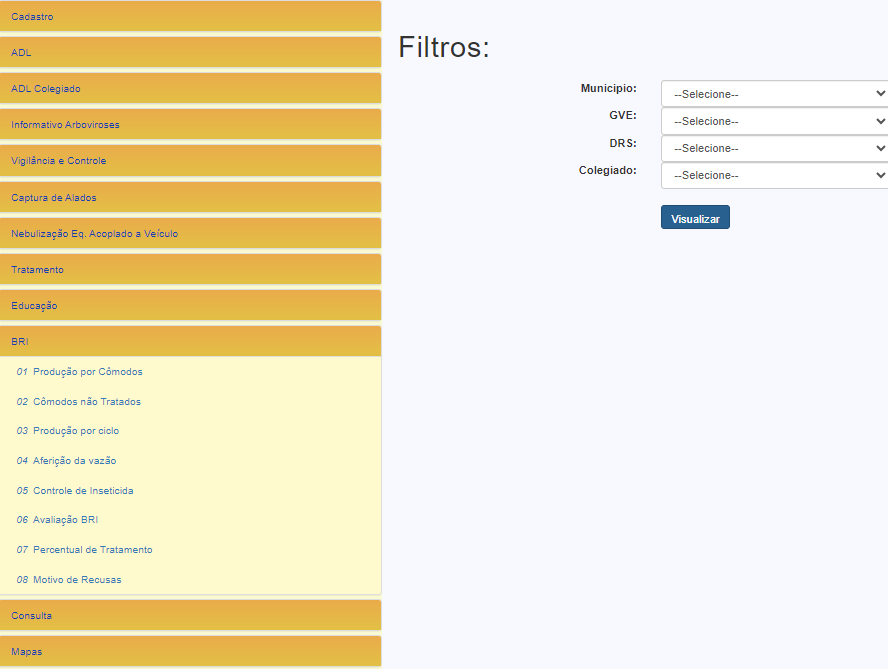 Cadastro
ADL
ADL Colegiado
Informativo Arboviroses
Vigilância e Controle
Captura de Alados
Nebulização Eq. Acoplado a Veículo
Tratamento
Educação
BRI
01 Produção por Cômodos
02 Cômodos não Tratados
03 Produção por ciclo
04 Aferição da vazão
05 Controle de Inseticida
06 Avaliação BRI
07 Percentual de Tratamento
08 Motivo de Recusas
Consulta
Mapas
Filtros:
Municipio: --Selecione--
GVE: --Selecione--
DRS: --Selecione--
Colegiado: --Selecione--
Visualizar